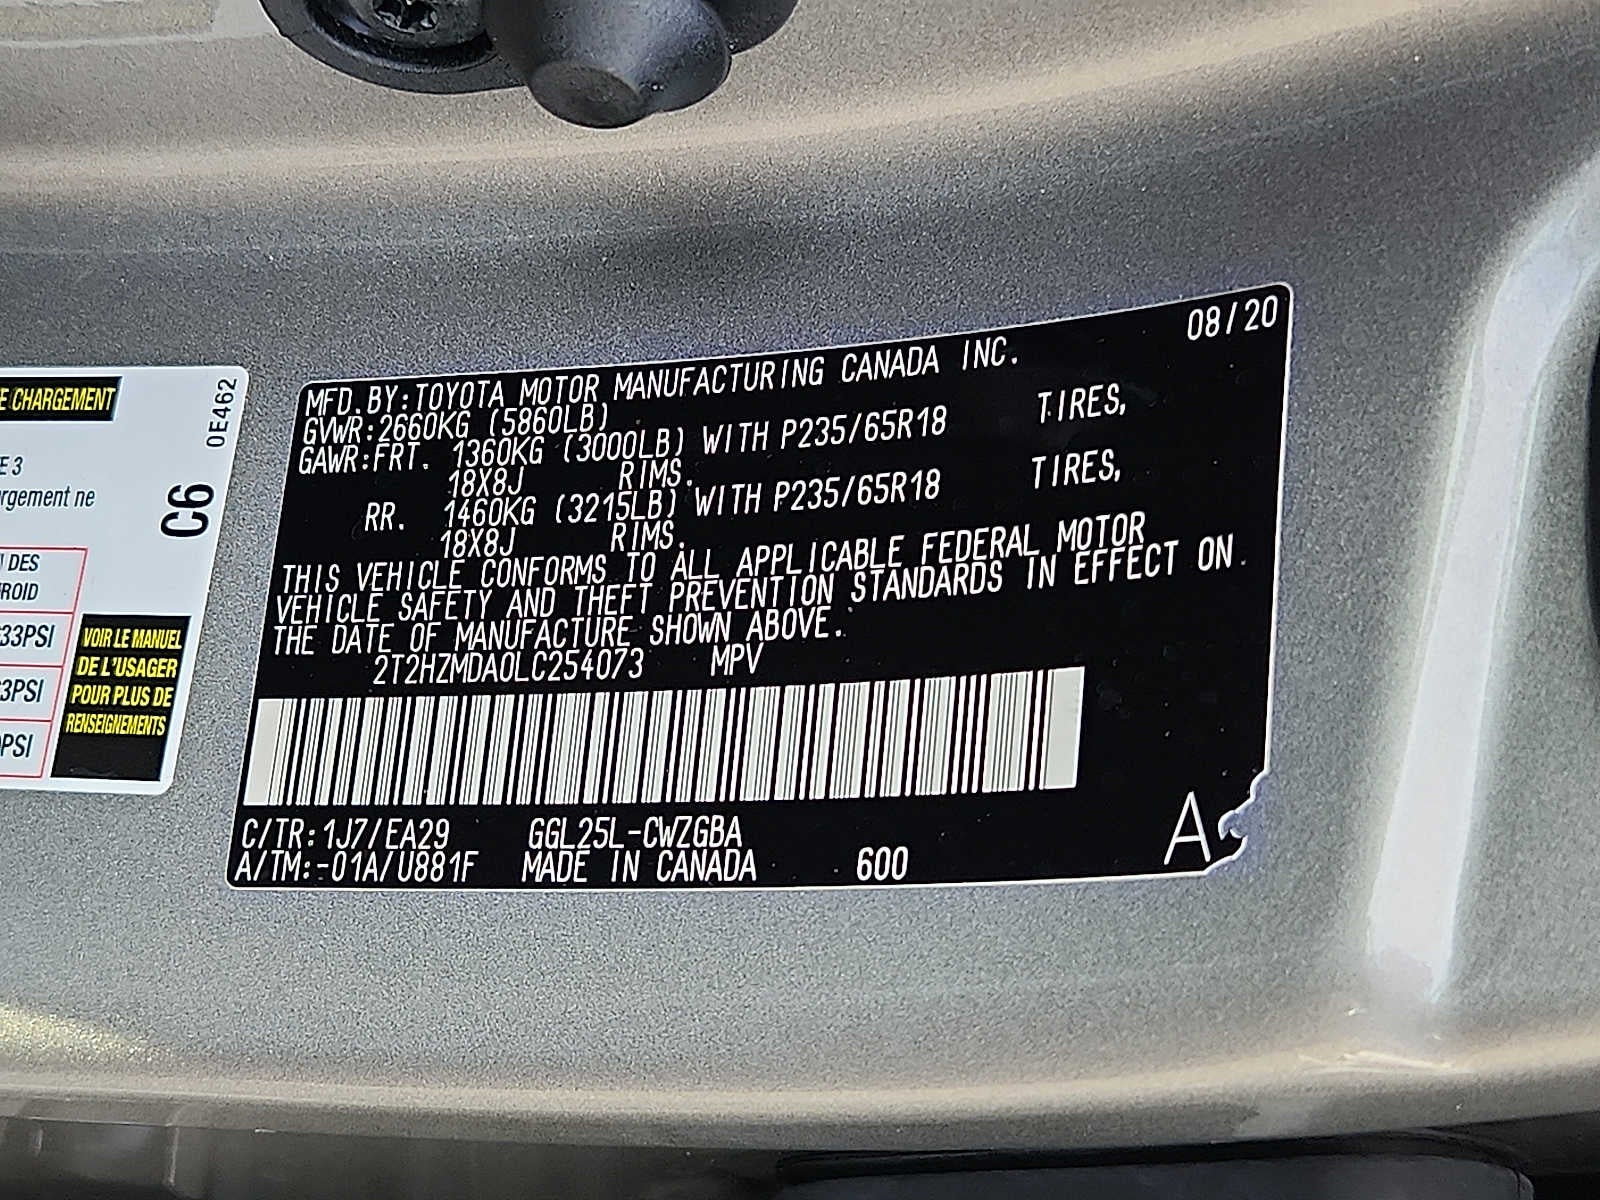 E CHARGEMENT
0E462
E 3
rgement ne
C6
I DES
ROID
33PSI
3PSI
PSI
VOIR LE MANUEL
DE L'USAGER
POUR PLUS DE
RENSEIGNEMENTS
08/20
MFD.BY:TOYOTA MOTOR MANUFACTURING CANADA INC.
GVWR:2660KG (5860LB)
GAWR:FRT. 1360KG (3000LB) WITH P235/65R18 TIRES,
18X8J RIMS.
RR. 1460KG (3215LB) WITH P235/65R18 TIRES,
18X8J RIMS.
THIS VEHICLE CONFORMS TO ALL APPLICABLE FEDERAL MOTOR
VEHICLE SAFETY AND THEFT PREVENTION STANDARDS IN EFFECT ON
THE DATE OF MANUFACTURE SHOWN ABOVE.
2T2HZMDA0LC254073 MPV
C/TR:1J7/EA29 GGL25L-CWZGBA
A/TM:-01A/U881F MADE IN CANADA 600
A